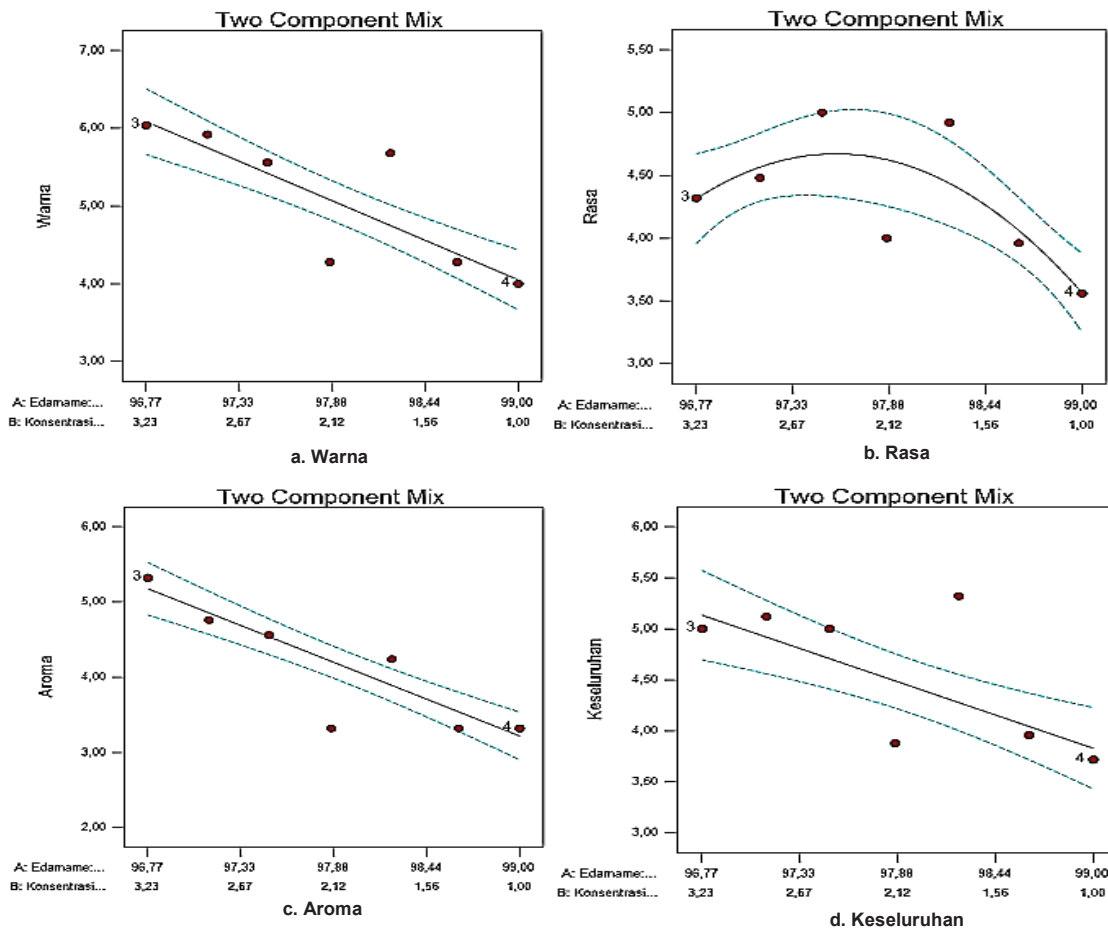 Two Component Mix
7,00
6,00
5,00
4,00
3,00
Warna
3
4
A: Edamame:... 96,77 97,33 97,88 98,44 99,00
B: Konsentrasi... 3,23 2,67 2,12 1,56 1,00
a. Warna
Two Component Mix
5,50
5,00
4,50
4,00
3,50
3,00
Rasa
3
4
A: Edamame:... 96,77 97,33 97,88 98,44 99,00
B: Konsentrasi... 3,23 2,67 2,12 1,56 1,00
b. Rasa
Two Component Mix
6,00
5,00
4,00
3,00
2,00
Aroma
3
4
A: Edamame:... 96,77 97,33 97,88 98,44 99,00
B: Konsentrasi... 3,23 2,67 2,12 1,56 1,00
c. Aroma
Two Component Mix
6,00
5,50
5,00
4,50
4,00
3,50
3,00
Keseluruhan
3
4
A: Edamame:... 96,77 97,33 97,88 98,44 99,00
B: Konsentrasi... 3,23 2,67 2,12 1,56 1,00
d. Keseluruhan